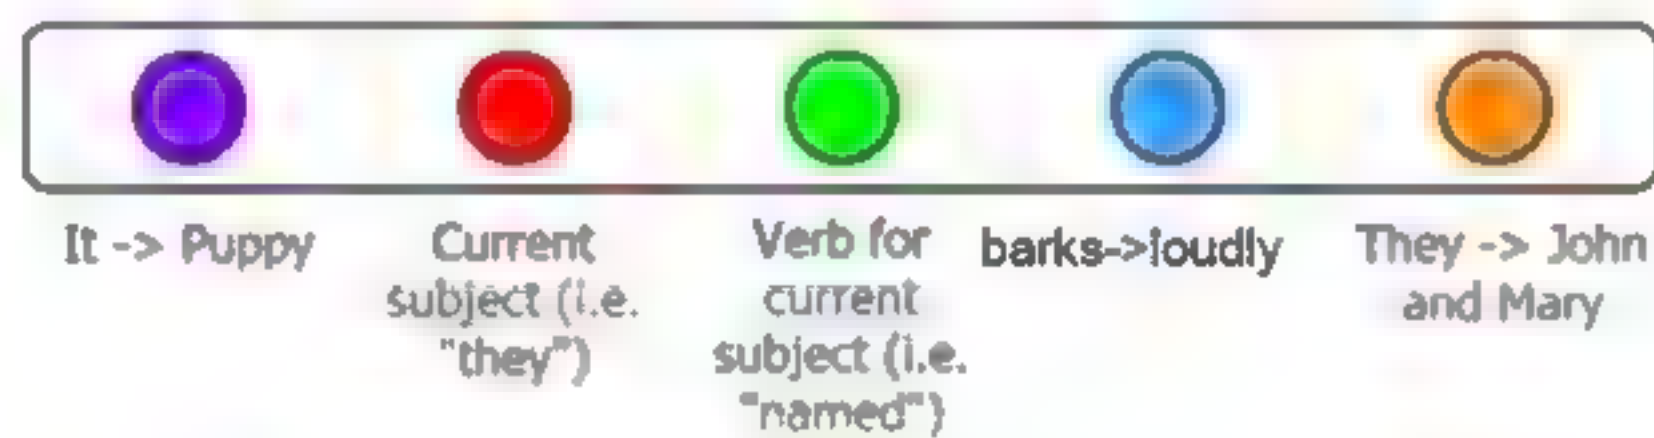 It -> Puppy
Current
subject (i.e.
"they")
Verb for
current
subject (i.e.
"named")
barks->loudly
They -> John
and Mary